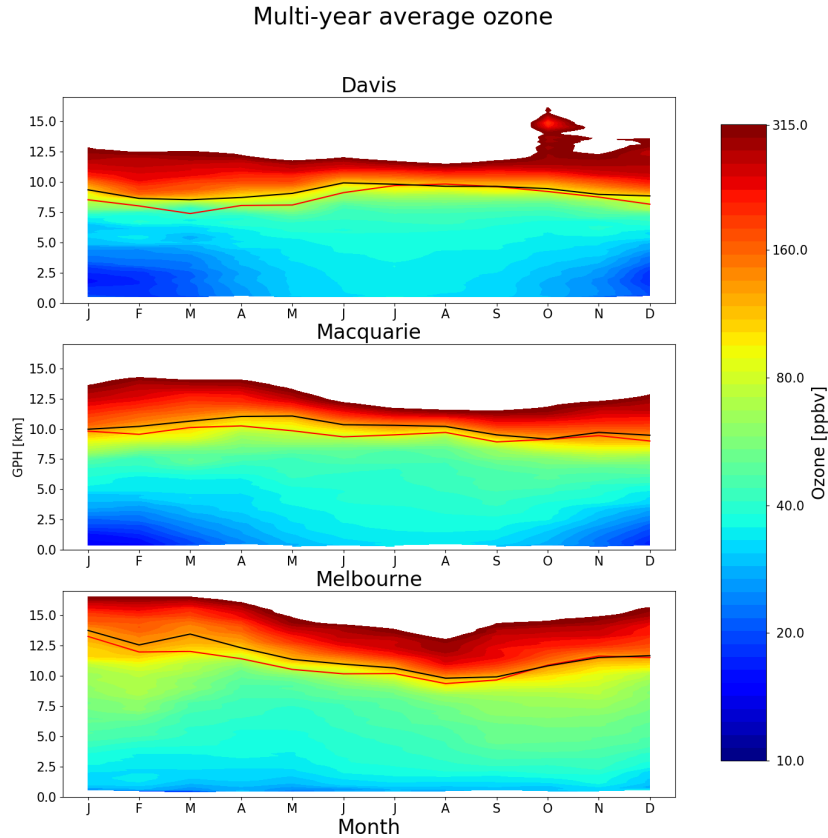 Multi-year average ozone
Davis
15.0
12.5
10.0
7.5
5.0
2.5
0.0
J F M A M J J A S O N D
Macquarie
GPH [km]
15.0
12.5
10.0
7.5
5.0
2.5
0.0
J F M A M J J A S O N D
Melbourne
15.0
12.5
10.0
7.5
5.0
2.5
0.0
J F M A M J J A S O N D
Month
315.0
160.0
80.0
40.0
20.0
10.0
Ozone [ppbv]